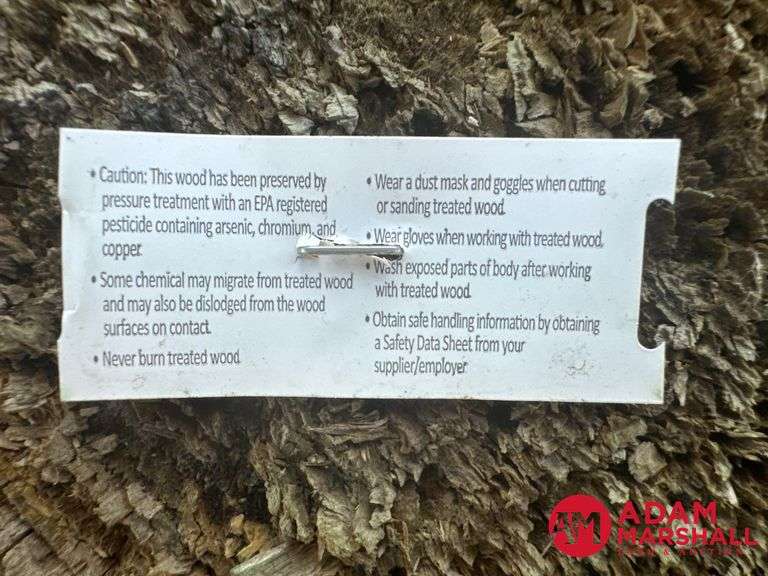 • Caution: This wood has been preserved by
pressure treatment with an EPA registered
pesticide containing arsenic, chromium, and
copper.
• Some chemical may migrate from treated wood
and may also be dislodged from the wood
surfaces on contact.
• Never burn treated wood.
• Wear a dust mask and goggles when cutting
or sanding treated wood.
• Wear gloves when working with treated wood.
• Wash exposed parts of body after working
with treated wood.
• Obtain safe handling information by obtaining
a Safety Data Sheet from your
supplier/employer
AM ADAM
MARSHALL
LAND & AUCTION